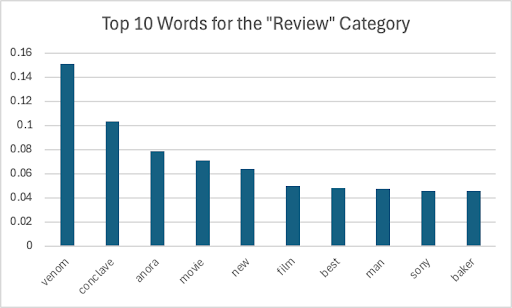 Top 10 Words for the "Review" Category
0.16
0.14
0.12
0.1
0.08
0.06
0.04
0.02
0
venom
conclave
anora
movie
new
film
best
man
sony
baker